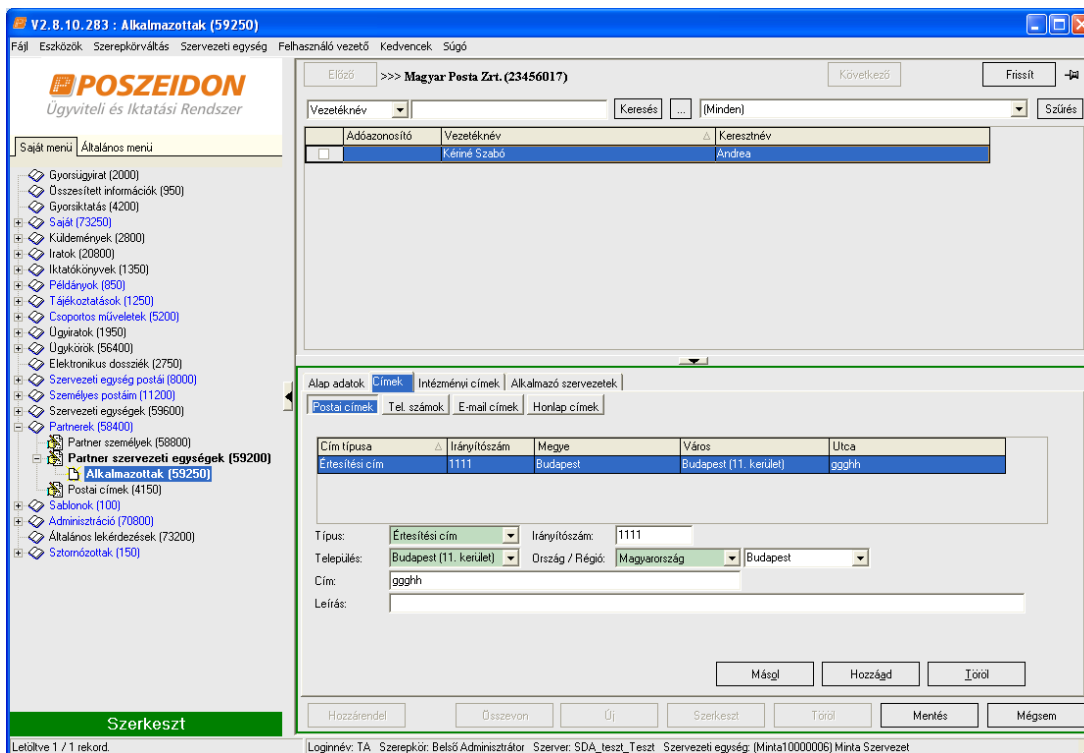 V2.8.10.283 : Alkalmazottak (59250)
Fájl Eszközök Szerepkörváltás Szervezeti egység Felhasználó vezető Kedvencek Súgó
POSZEIDON
Ügyviteli és Iktatási Rendszer
Előző >>> Magyar Posta Zrt. (23456017) Következő Frissít
Vezetéknév Keresés ... (Minden) Szűrés
Adóazonosító Vezetéknév Keresztnév
Kériné Szabó Andrea
Saját menü Általános menü
Gyorsügyirat (2000)
Összesített információk (950)
Gyorsiktatás (4200)
Saját (73250)
Küldemények (2800)
Iratok (20800)
Iktatókönyvek (1350)
Példányok (850)
Tájékoztatások (1250)
Csoportos műveletek (5200)
Ügyiratok (1950)
Ügykörök (56400)
Elektronikus dossziék (2750)
Szervezeti egység postái (8000)
Személyes postáim (11200)
Szervezeti egységek (59600)
Partnerek (58400)
Partner személyek (58800)
Partner szervezeti egységek (59200)
Alkalmazottak (59250)
Postai címek (4150)
Sablonok (100)
Adminisztráció (70800)
Általános lekérdezések (73200)
Sztornózottak (150)
Alap adatok Címek Intézményi címek Alkalmazó szervezetek
Postai címek Tel. számok E-mail címek Honlap címek
Cím típusa Irányítószám Megye Város Utca
Értesítési cím 1111 Budapest Budapest (11. kerület) ggghh
Típus: Értesítési cím Irányítószám: 1111
Település: Budapest (11. kerület) Ország / Régió: Magyarország Budapest
Cím: ggghh
Leírás:
Másol Hozzáad Töröl
Hozzárendel Összevon Új Szerkeszt Töröl Mentés Mégsem
Szerkeszt
Letöltve 1 / 1 rekord. Loginnév: TA Szerepkör: Belső Adminisztrátor Szerver: SDA_teszt_Teszt Szervezeti egység: (Minta10000006) Minta Szervezet